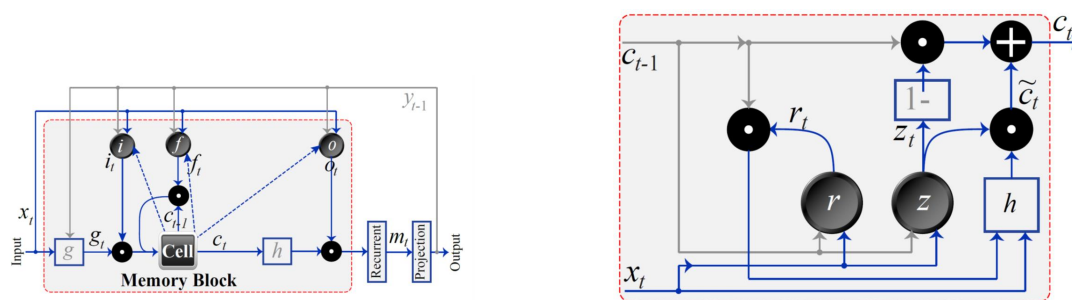 y_{t-1}
i f o
i_t f_t o_t
x_t
c_{t-1}
Input g g_t Cell c_t h Recurrent m_t Projection Output
Memory Block
c_{t-1} c_t
1-
c̃_t
r_t z_t
r z h
x_t